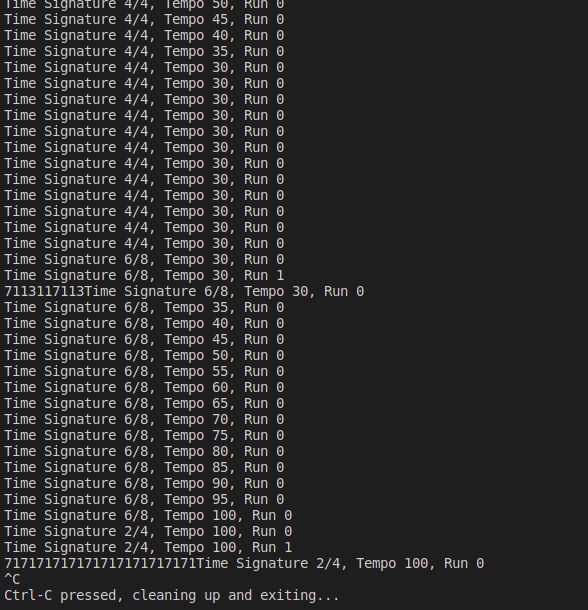 Time Signature 4/4, Tempo 50, Run 0
Time Signature 4/4, Tempo 45, Run 0
Time Signature 4/4, Tempo 40, Run 0
Time Signature 4/4, Tempo 35, Run 0
Time Signature 4/4, Tempo 30, Run 0
Time Signature 4/4, Tempo 30, Run 0
Time Signature 4/4, Tempo 30, Run 0
Time Signature 4/4, Tempo 30, Run 0
Time Signature 4/4, Tempo 30, Run 0
Time Signature 4/4, Tempo 30, Run 0
Time Signature 4/4, Tempo 30, Run 0
Time Signature 4/4, Tempo 30, Run 0
Time Signature 4/4, Tempo 30, Run 0
Time Signature 4/4, Tempo 30, Run 0
Time Signature 4/4, Tempo 30, Run 0
Time Signature 4/4, Tempo 30, Run 0
Time Signature 6/8, Tempo 30, Run 0
Time Signature 6/8, Tempo 30, Run 1
7113117113Time Signature 6/8, Tempo 30, Run 0
Time Signature 6/8, Tempo 35, Run 0
Time Signature 6/8, Tempo 40, Run 0
Time Signature 6/8, Tempo 45, Run 0
Time Signature 6/8, Tempo 50, Run 0
Time Signature 6/8, Tempo 55, Run 0
Time Signature 6/8, Tempo 60, Run 0
Time Signature 6/8, Tempo 65, Run 0
Time Signature 6/8, Tempo 70, Run 0
Time Signature 6/8, Tempo 75, Run 0
Time Signature 6/8, Tempo 80, Run 0
Time Signature 6/8, Tempo 85, Run 0
Time Signature 6/8, Tempo 90, Run 0
Time Signature 6/8, Tempo 95, Run 0
Time Signature 6/8, Tempo 100, Run 0
Time Signature 2/4, Tempo 100, Run 0
Time Signature 2/4, Tempo 100, Run 1
717171717171717171717171Time Signature 2/4, Tempo 100, Run 0
^C
Ctrl-C pressed, cleaning up and exiting...